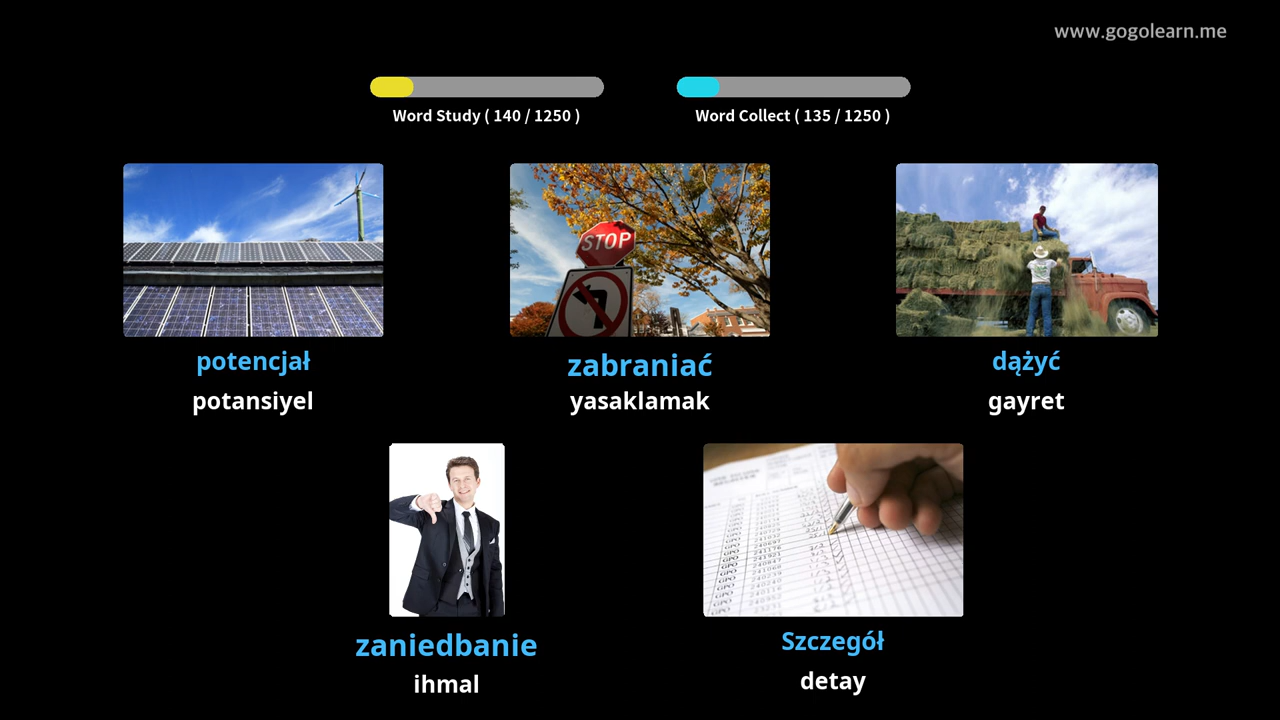 www.gogolearn.me
Word Study ( 140 / 1250 )
Word Collect ( 135 / 1250 )
STOP
potencjał
zabraniać
dążyć
potansiyel
yasaklamak
gayret
zaniedbanie
Szczegół
ihmal
detay